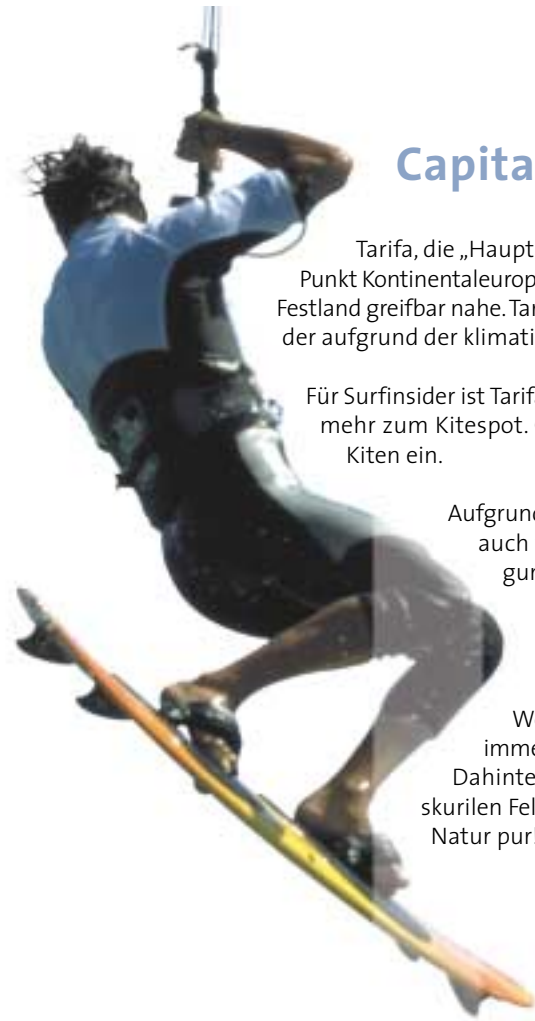 Capita
Tarifa, die „Haupt
Punkt Kontinentaleurop
Festland greifbar nahe. Tar
der aufgrund der klimati
Für Surfinsider ist Tarif
mehr zum Kitespot.
Kiten ein.
Aufgrund
auch
gun
We
imme
Dahinte
skurilen Fel
Natur pur!